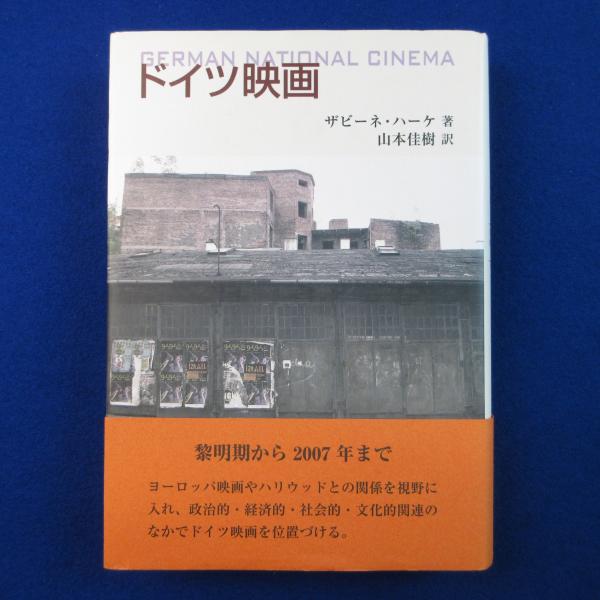 GERMAN NATIONAL CINEMA
ドイツ映画
ザビーネ・ハーケ 著
山本佳樹 訳
黎明期から 2007 年まで
ヨーロッパ映画やハリウッドとの関係を視野に
入れ、政治的・経済的・社会的・文化的関連の
なかでドイツ映画を位置づける。